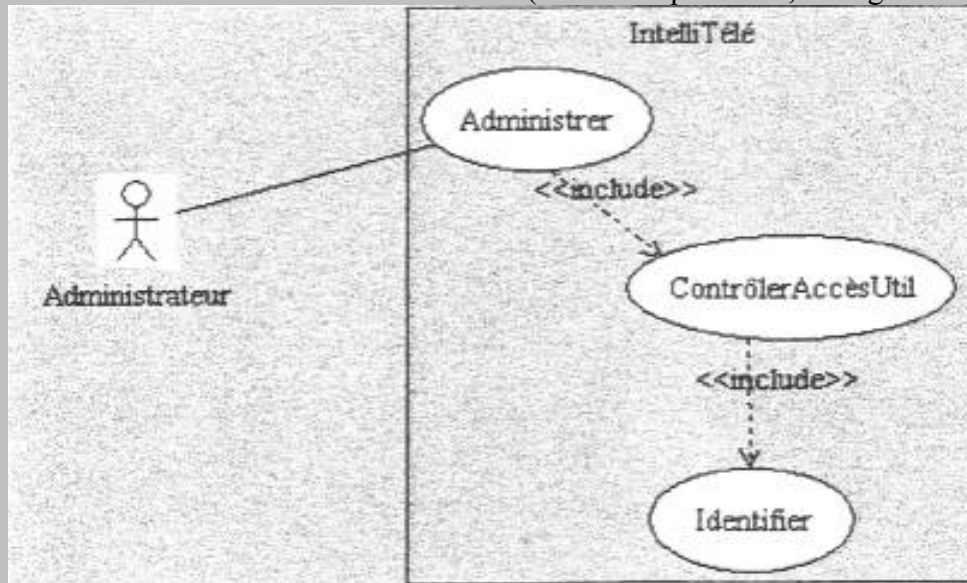 IntelliTélé
Administrer
<<include>>
Administrateur
ContrôlerAccèsUtil
<<include>>
Identifier